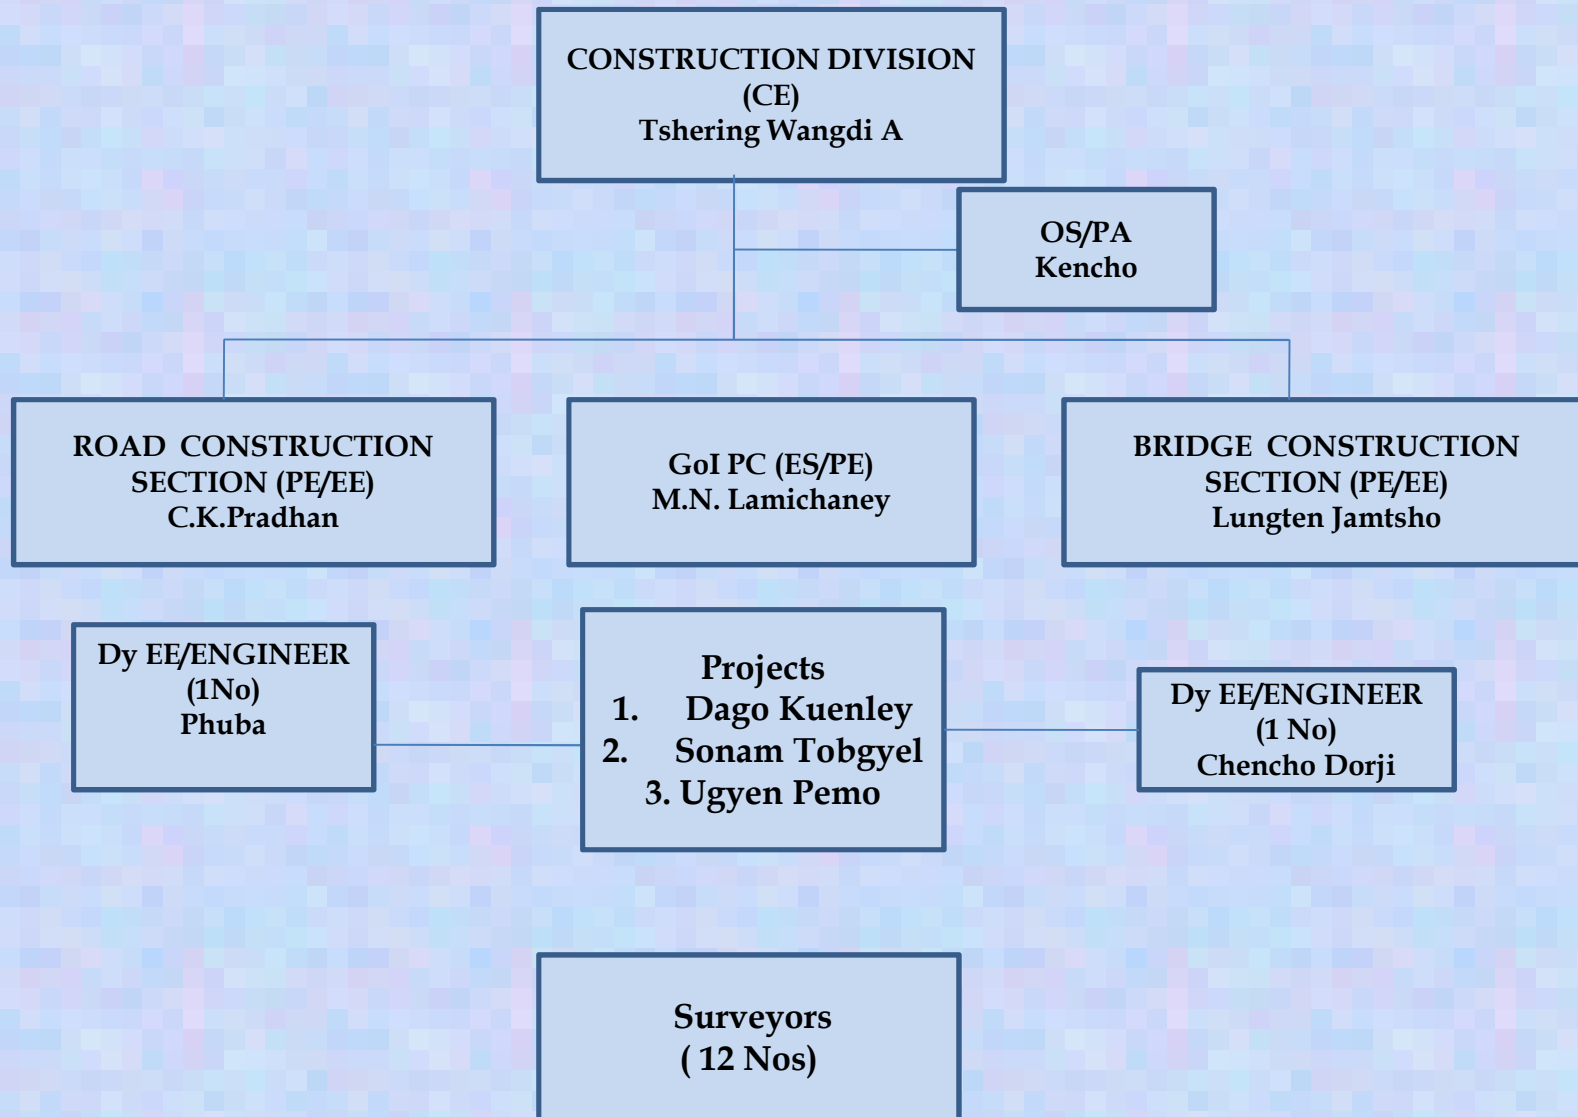 CONSTRUCTION DIVISION
(CE)
Tshering Wangdi A
OS/PA
Kencho
ROAD CONSTRUCTION
SECTION (PE/EE)
C.K.Pradhan
GoI PC (ES/PE)
M.N. Lamichaney
BRIDGE CONSTRUCTION
SECTION (PE/EE)
Lungten Jamtsho
Dy EE/ENGINEER
(1No)
Phuba
Projects
1. Dago Kuenley
2. Sonam Tobgyel
3. Ugyen Pemo
Dy EE/ENGINEER
(1 No)
Chencho Dorji
Surveyors
( 12 Nos)